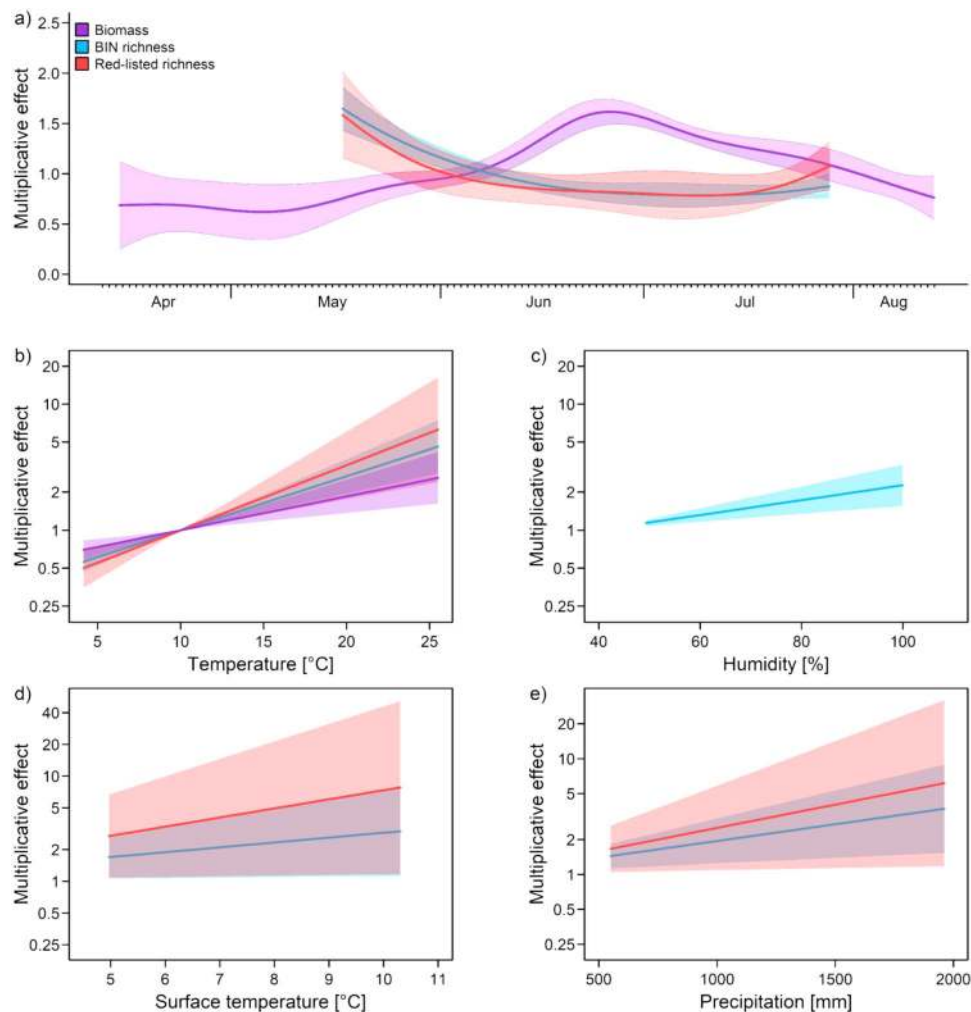 a)
Biomass
BIN richness
Red-listed richness
Multiplicative effect
2.5
2.0
1.5
1.0
0.5
0.0
Apr May Jun Jul Aug
b)
Multiplicative effect
20
10
5
2
1
0.5
0.25
5 10 15 20 25
Temperature [°C]
c)
Multiplicative effect
20
10
5
2
1
0.5
0.25
40 60 80 100
Humidity [%]
d)
Multiplicative effect
40
20
10
5
2
1
0.5
0.25
5 6 7 8 9 10 11
Surface temperature [°C]
e)
Multiplicative effect
20
10
5
2
1
0.5
0.25
500 1000 1500 2000
Precipitation [mm]